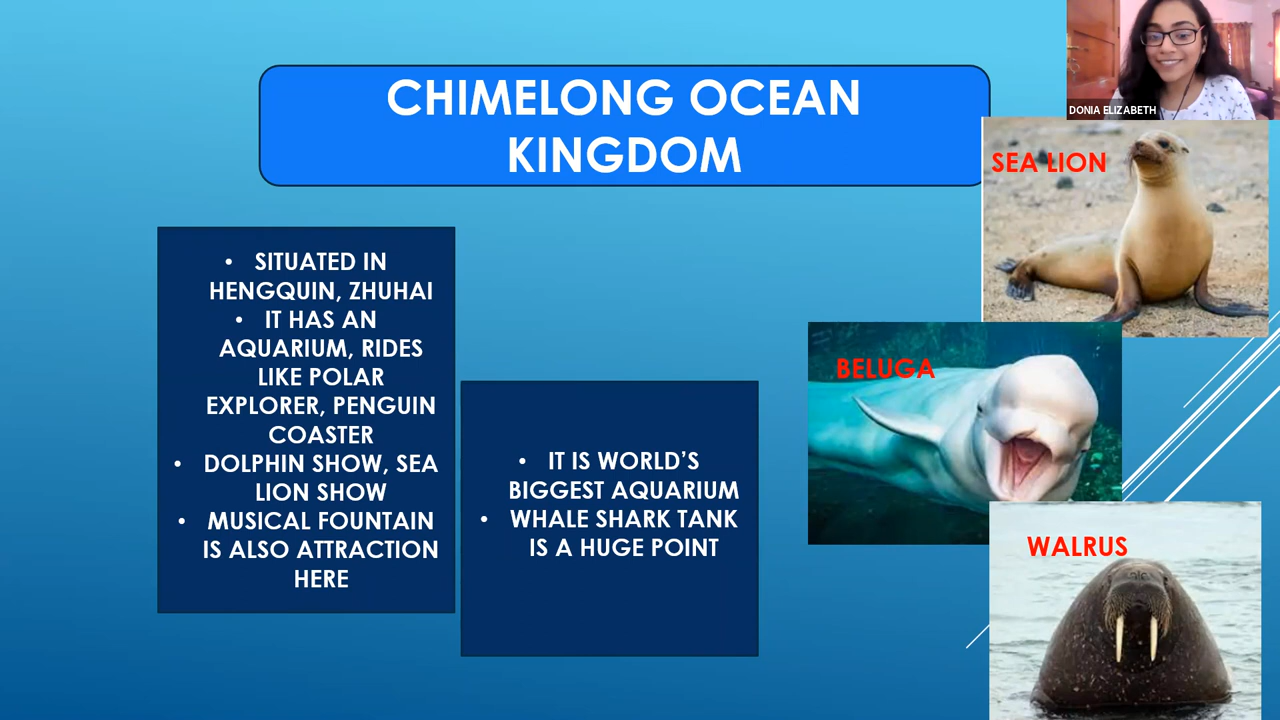 CHIMELONG OCEAN
KINGDOM
DONIA ELIZABETH
SEA LION
• SITUATED IN
HENGQUIN, ZHUHAI
• IT HAS AN
AQUARIUM, RIDES
LIKE POLAR
EXPLORER, PENGUIN
COASTER
• DOLPHIN SHOW, SEA
LION SHOW
• MUSICAL FOUNTAIN
IS ALSO ATTRACTION
HERE
• IT IS WORLD'S
BIGGEST AQUARIUM
• WHALE SHARK TANK
IS A HUGE POINT
BELUGA
WALRUS